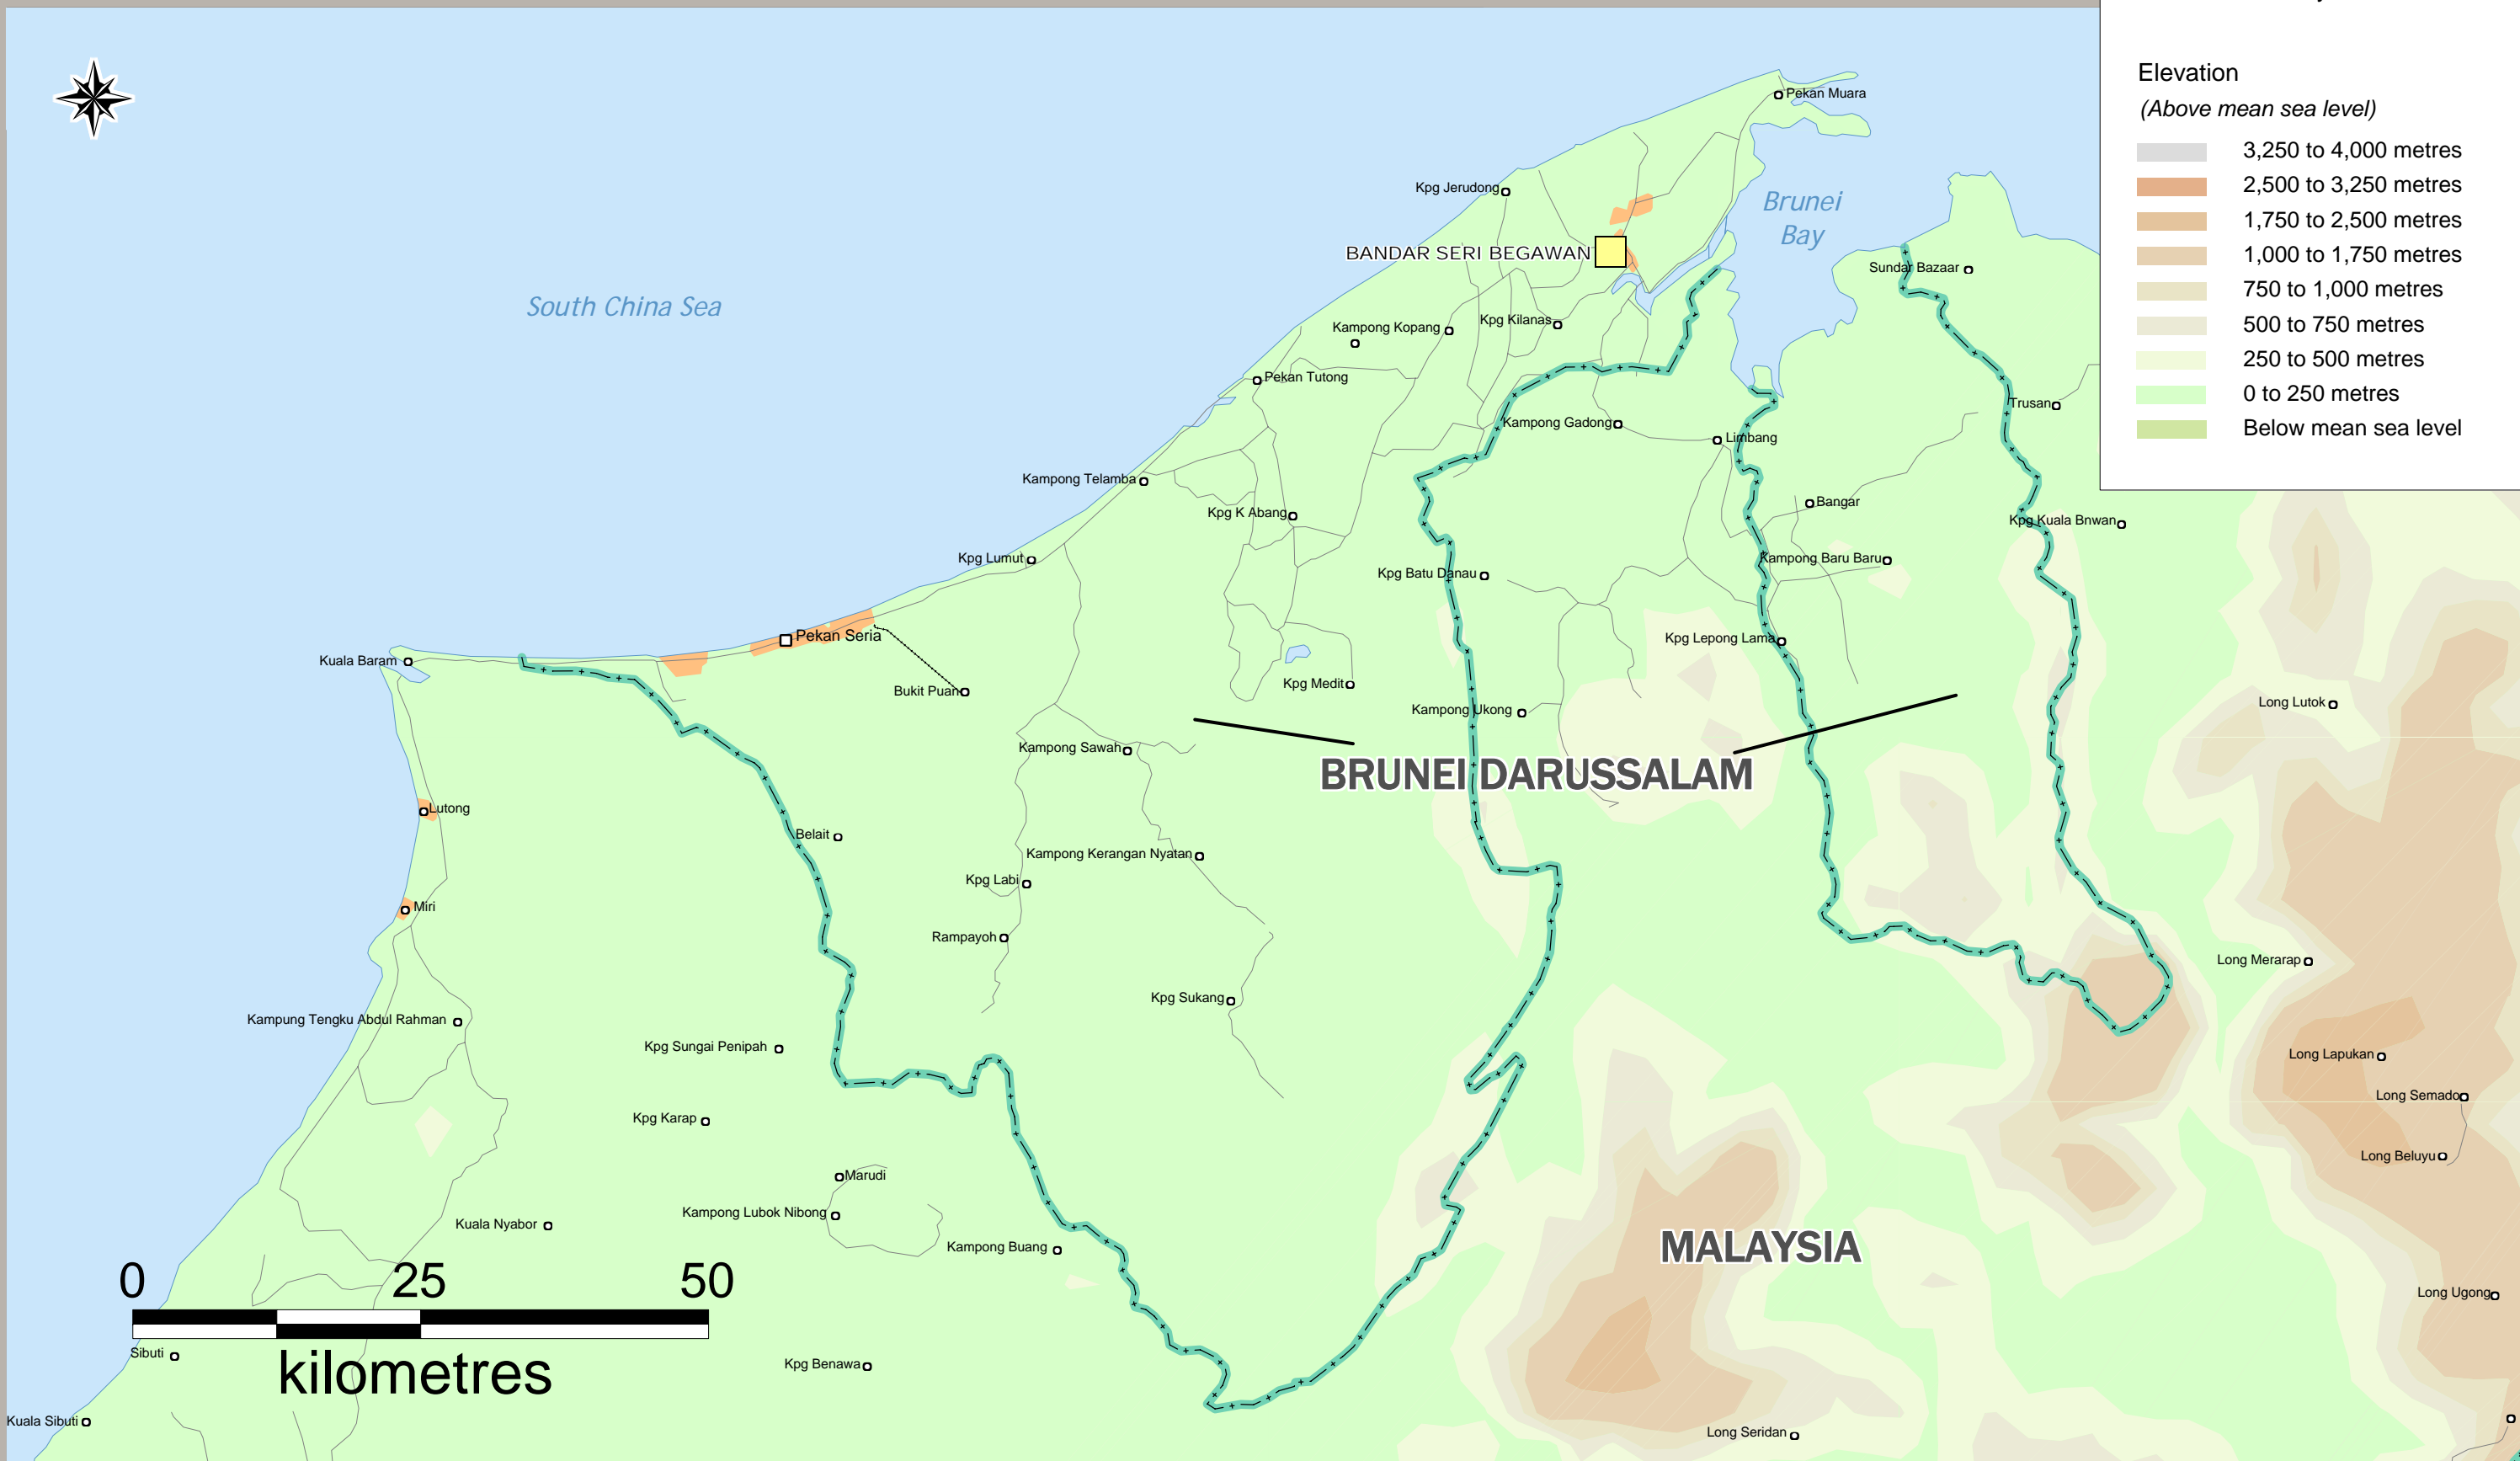 Elevation
(Above mean sea level)
3,250 to 4,000 metres
2,500 to 3,250 metres
1,750 to 2,500 metres
1,000 to 1,750 metres
750 to 1,000 metres
500 to 750 metres
250 to 500 metres
0 to 250 metres
Below mean sea level
Pekan Muara
Kpg Jerudong
Brunei
Bay
BANDAR SERI BEGAWAN
Sundar Bazaar
South China Sea
Kampong Kopang
Kpg Kilanas
Pekan Tutong
Trusan
Kampong Gadong
Limbang
Kampong Telamba
Bangar
Kpg K Abang
Kpg Kuala Bnwan
Kpg Lumut
Kampong Baru Baru
Kpg Batu Danau
Pekan Seria
Kpg Lepong Lama
Kuala Baram
Bukit Puan
Kpg Medit
Long Lutok
Kampong Ukong
Kampong Sawah
BRUNEI DARUSSALAM
Lutong
Belait
Kampong Kerangan Nyatan
Kpg Labi
Miri
Rampayoh
Long Merarap
Kpg Sukang
Kampung Tengku Abdul Rahman
Kpg Sungai Penipah
Long Lapukan
Long Semado
Kpg Karap
Long Beluyu
Marudi
Kampong Lubok Nibong
Kuala Nyabor
Kampong Buang
MALAYSIA
0 25 50
kilometres
Long Ugong
Sibuti
Kpg Benawa
Kuala Sibuti
Long Seridan